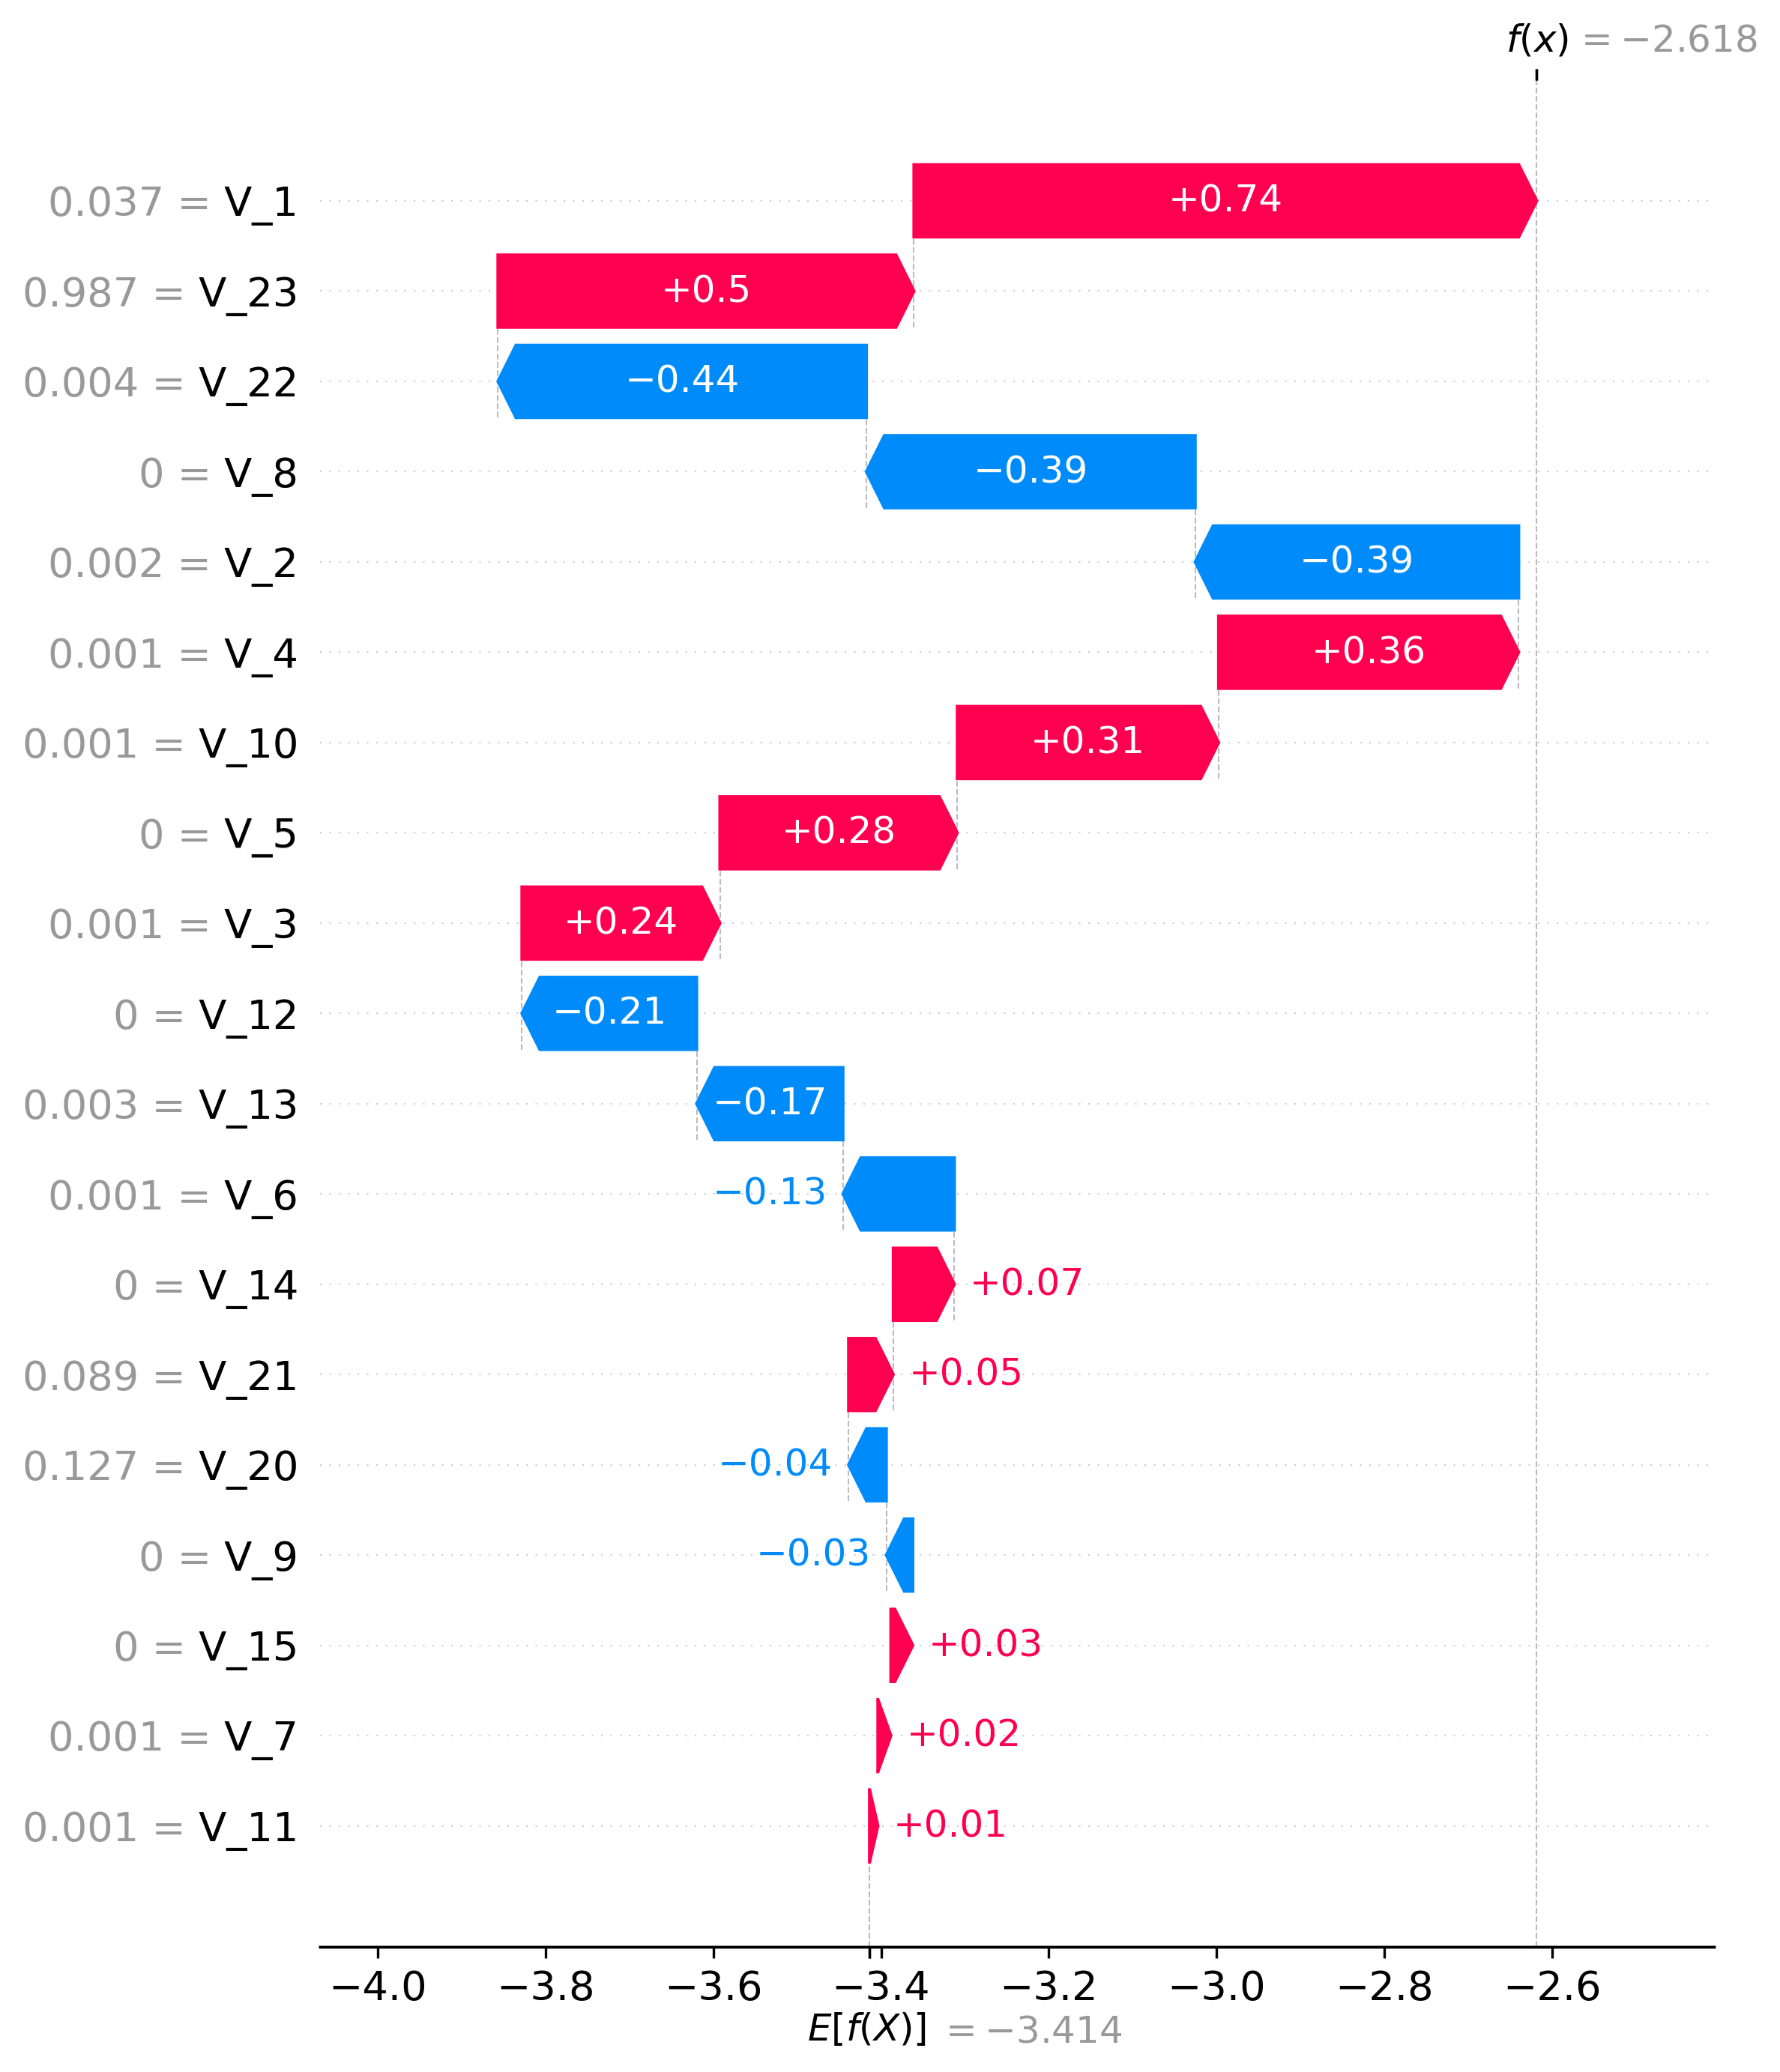 f(x) = −2.618
0.037 = V_1 +0.74
0.987 = V_23 +0.5
0.004 = V_22 −0.44
0 = V_8 −0.39
0.002 = V_2 −0.39
0.001 = V_4 +0.36
0.001 = V_10 +0.31
0 = V_5 +0.28
0.001 = V_3 +0.24
0 = V_12 −0.21
0.003 = V_13 −0.17
0.001 = V_6 −0.13
0 = V_14 +0.07
0.089 = V_21 +0.05
0.127 = V_20 −0.04
0 = V_9 −0.03
0 = V_15 +0.03
0.001 = V_7 +0.02
0.001 = V_11 +0.01
−4.0 −3.8 −3.6 −3.4 −3.2 −3.0 −2.8 −2.6
E[f(X)] = −3.414